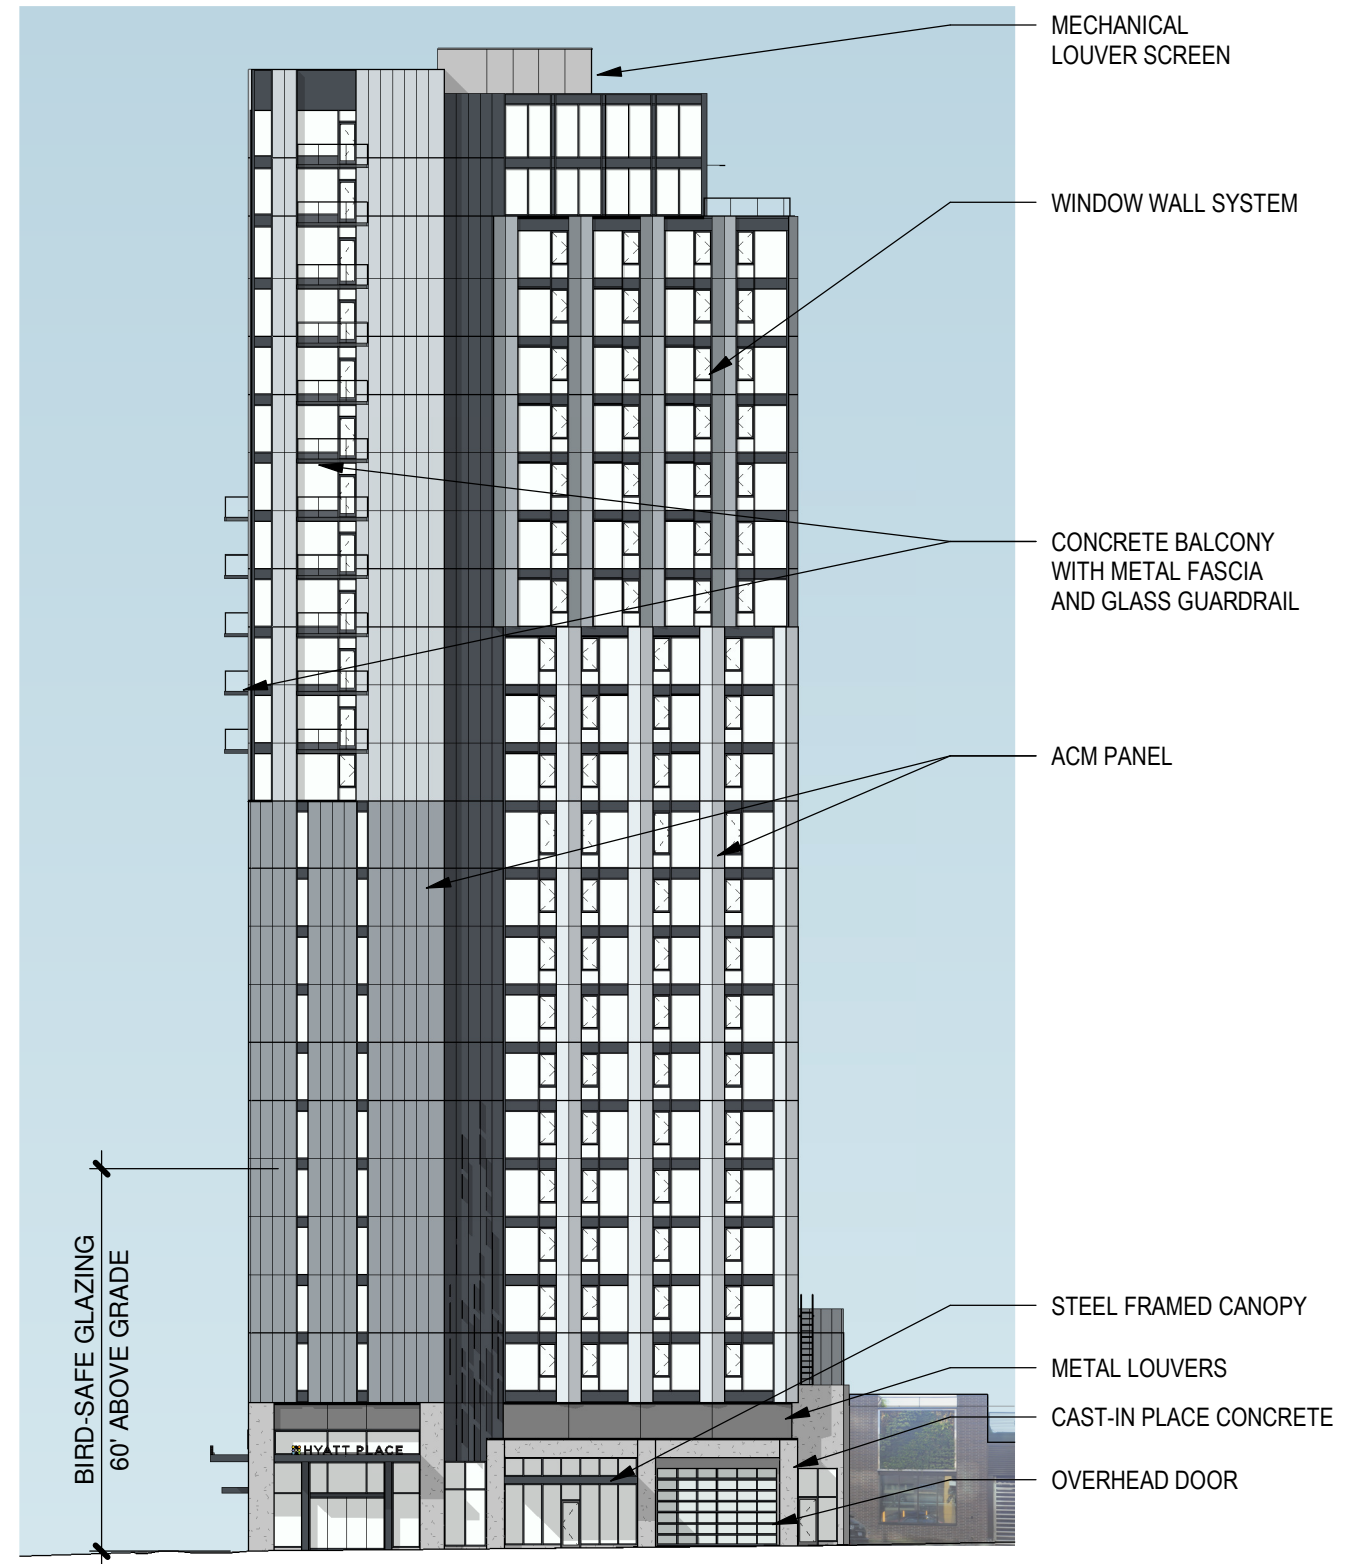 MECHANICAL
LOUVER SCREEN
WINDOW WALL SYSTEM
CONCRETE BALCONY
WITH METAL FASCIA
AND GLASS GUARDRAIL
ACM PANEL
BIRD-SAFE GLAZING
60' ABOVE GRADE
STEEL FRAMED CANOPY
METAL LOUVERS
CAST-IN PLACE CONCRETE
HYATT PLACE
OVERHEAD DOOR